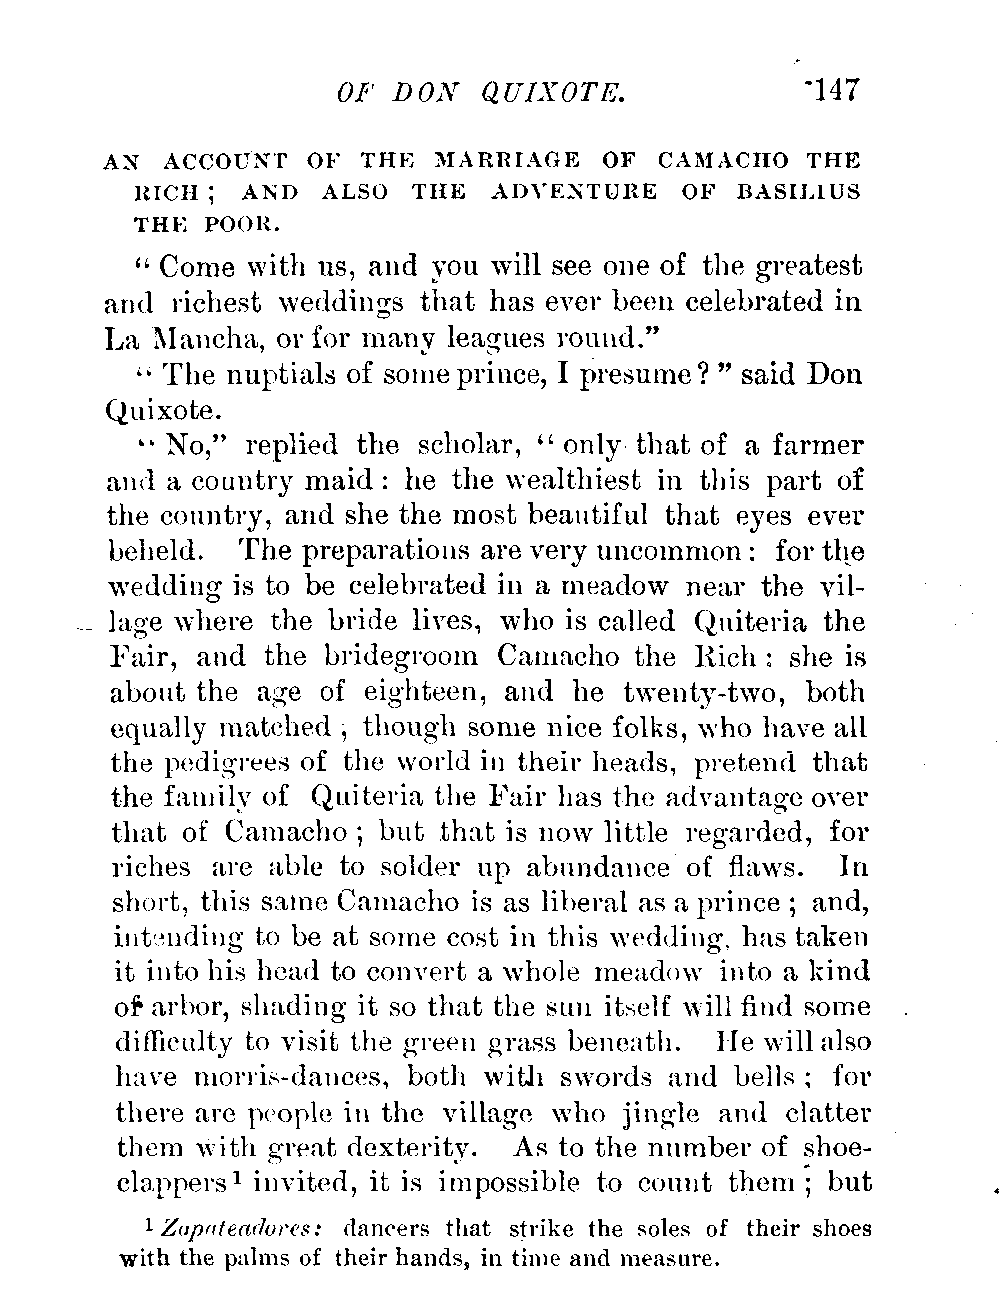 OF DON QUIXOTE. 147
AN ACCOUNT OF THE MARRIAGE OF CAMACHO THE
RICH; AND ALSO THE ADVENTURE OF BASILIUS
THE POOR.
"Come with us, and you will see one of the greatest
and richest weddings that has ever been celebrated in
La Mancha, or for many leagues round."
"The nuptials of some prince, I presume?" said Don
Quixote.
"No," replied the scholar, "only that of a farmer
and a country maid: he the wealthiest in this part of
the country, and she the most beautiful that eyes ever
beheld. The preparations are very uncommon: for the
wedding is to be celebrated in a meadow near the vil-
lage where the bride lives, who is called Quiteria the
Fair, and the bridegroom Camacho the Rich: she is
about the age of eighteen, and he twenty-two, both
equally matched; though some nice folks, who have all
the pedigrees of the world in their heads, pretend that
the family of Quiteria the Fair has the advantage over
that of Camacho; but that is now little regarded, for
riches are able to solder up abundance of flaws. In
short, this same Camacho is as liberal as a prince; and,
intending to be at some cost in this wedding, has taken
it into his head to convert a whole meadow into a kind
of arbor, shading it so that the sun itself will find some
difficulty to visit the green grass beneath. He will also
have morris-dances, both with swords and bells; for
there are people in the village who jingle and clatter
them with great dexterity. As to the number of shoe-
clappers¹ invited, it is impossible to count them; but
¹ Zapateadores: dancers that strike the soles of their shoes
with the palms of their hands, in time and measure.